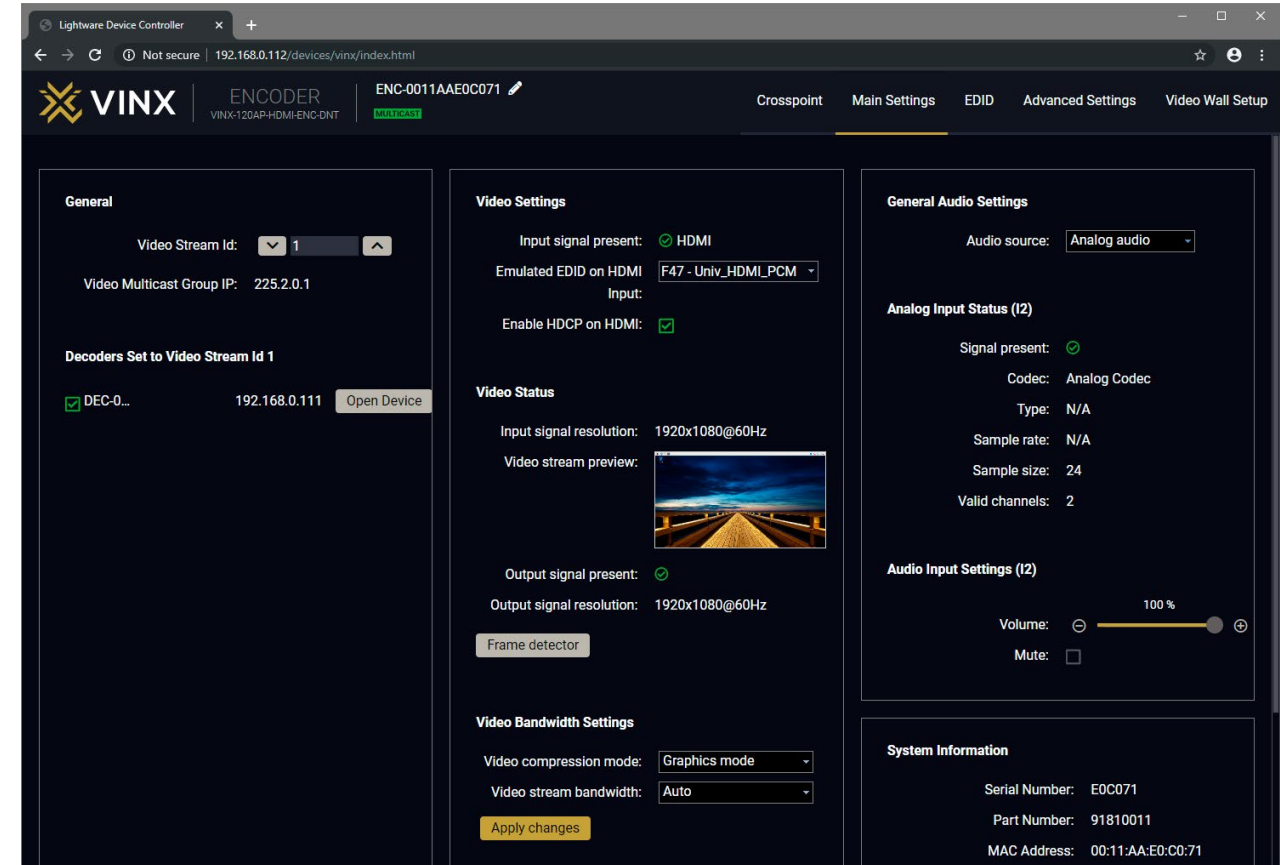 Lightware Device Controller
Not secure | 192.168.0.112/devices/vinx/index.html
VINX
ENCODER
VINX-120AP-HDMI-ENC-DNT
ENC-0011AAE0C071
MULTICAST
Crosspoint
Main Settings
EDID
Advanced Settings
Video Wall Setup
General
Video Stream Id: 1
Video Multicast Group IP: 225.2.0.1
Decoders Set to Video Stream Id 1
DEC-0... 192.168.0.111 Open Device
Video Settings
Input signal present: HDMI
Emulated EDID on HDMI F47 - Univ_HDMI_PCM
Input:
Enable HDCP on HDMI:
Video Status
Input signal resolution: 1920x1080@60Hz
Video stream preview:
Output signal present:
Output signal resolution: 1920x1080@60Hz
Frame detector
Video Bandwidth Settings
Video compression mode: Graphics mode
Video stream bandwidth: Auto
Apply changes
General Audio Settings
Audio source: Analog audio
Analog Input Status (I2)
Signal present:
Codec: Analog Codec
Type: N/A
Sample rate: N/A
Sample size: 24
Valid channels: 2
Audio Input Settings (I2)
100 %
Volume:
Mute:
System Information
Serial Number: E0C071
Part Number: 91810011
MAC Address: 00:11:AA:E0:C0:71